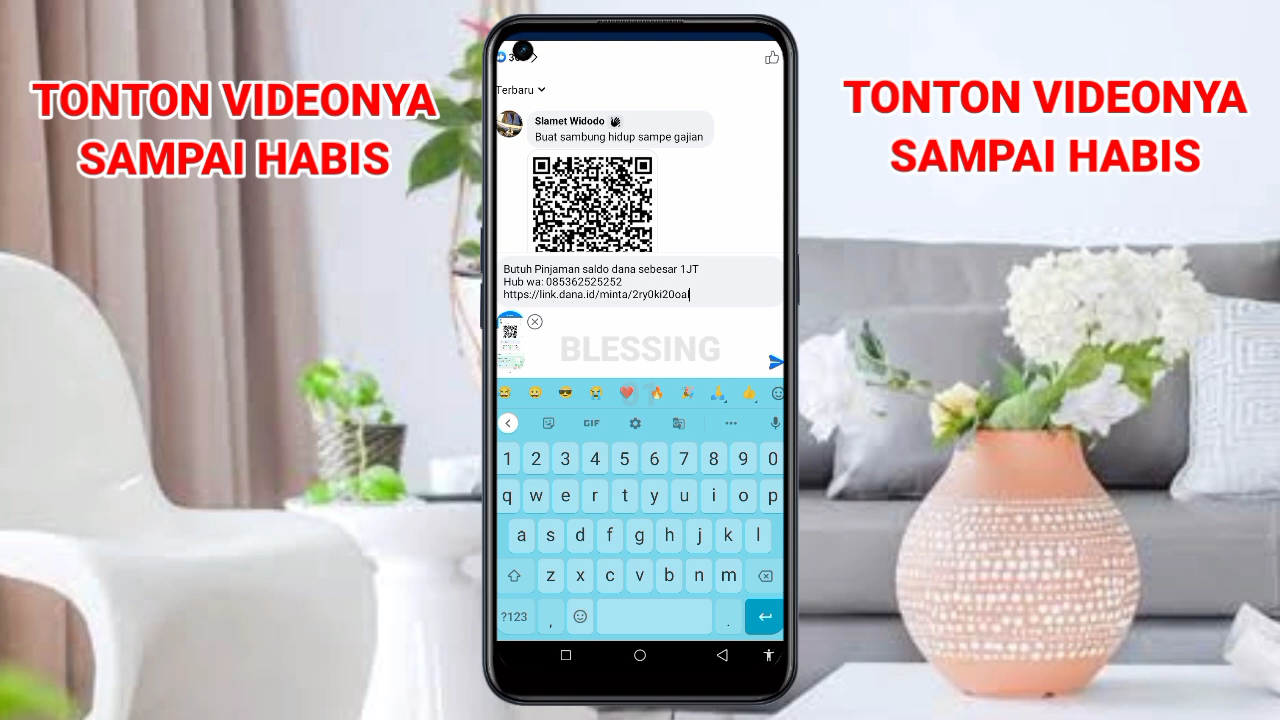 TONTON VIDEONYA
SAMPAI HABIS
TONTON VIDEONYA
SAMPAI HABIS
Terbaru
Slamet Widodo
Buat sambung hidup sampe gajian
Butuh Pinjaman saldo dana sebesar 1JT
Hub wa: 085362525252
https://link.dana.id/minta/2ry0ki20oal
BLESSING
GIF
1 2 3 4 5 6 7 8 9 0
q w e r t y u i o p
a s d f g h j k l
z x c v b n m
?123 , .